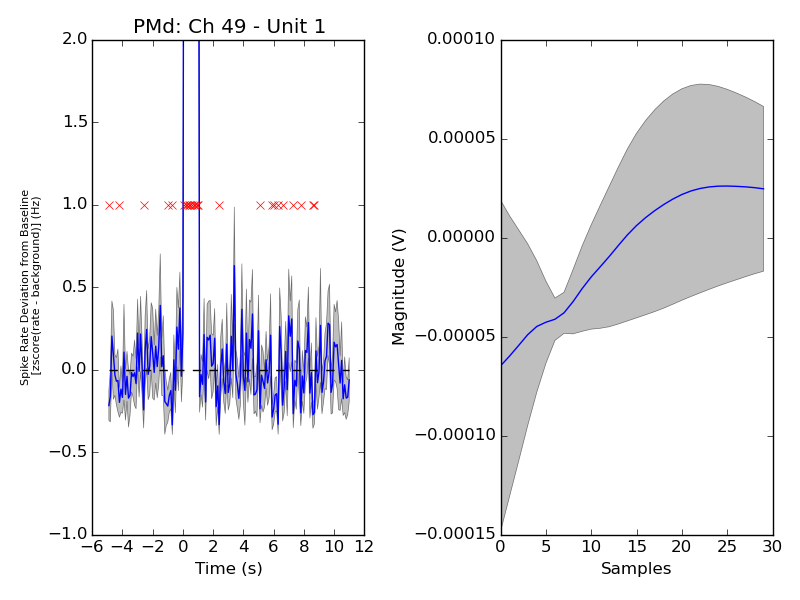 PMd: Ch 49 - Unit 1
2.0
1.5
1.0
0.5
0.0
−0.5
−1.0
−6 −4 −2 0 2 4 6 8 10 12
Time (s)
Spike Rate Deviation from Baseline
[zscore(rate - background)] (Hz)
0.00010
0.00005
0.00000
−0.00005
−0.00010
−0.00015
0 5 10 15 20 25 30
Samples
Magnitude (V)